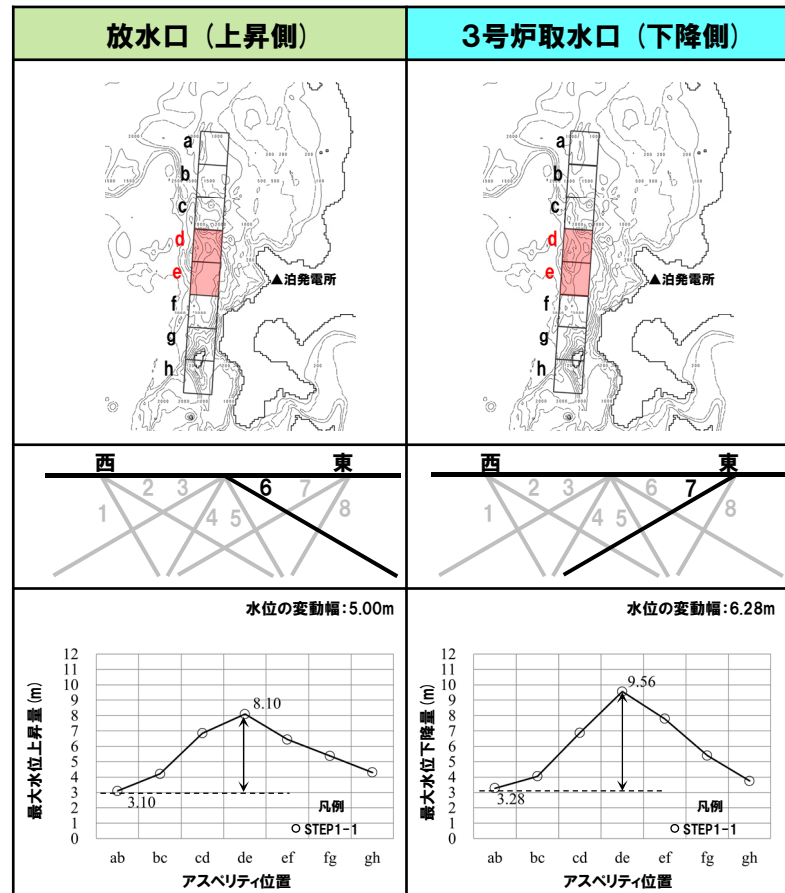 放水口（上昇側）
3号炉取水口（下降側）
a
b
c
d
e
f
g
h
▲泊発電所
a
b
c
d
e
f
g
h
▲泊発電所
西
東
1
2
3
4
5
6
7
8
西
東
1
2
3
4
5
6
7
8
水位の変動幅：5.00m
最大水位上昇量（m）
12
11
10
9
8
7
6
5
4
3
2
1
0
8.10
3.10
凡例
○ STEP1-1
ab bc cd de ef fg gh
アスペリティ位置
水位の変動幅：6.28m
最大水位下降量（m）
12
11
10
9
8
7
6
5
4
3
2
1
0
9.56
3.28
凡例
○ STEP1-1
ab bc cd de ef fg gh
アスペリティ位置